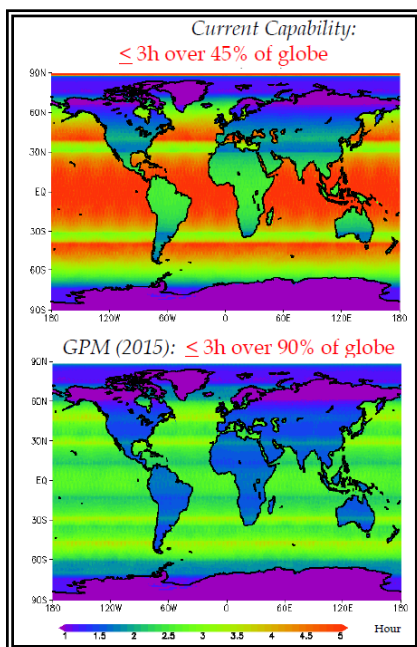 Current Capability:
≤ 3h over 45% of globe
90N
60N
30N
EQ
30S
60S
90S
180 120W 60W 0 60E 120E 180
GPM (2015): ≤ 3h over 90% of globe
90N
60N
30N
EQ
30S
60S
90S
180 120W 60W 0 60E 120E 180
Hour
1 1.5 2 2.5 3 3.5 4 4.5 5